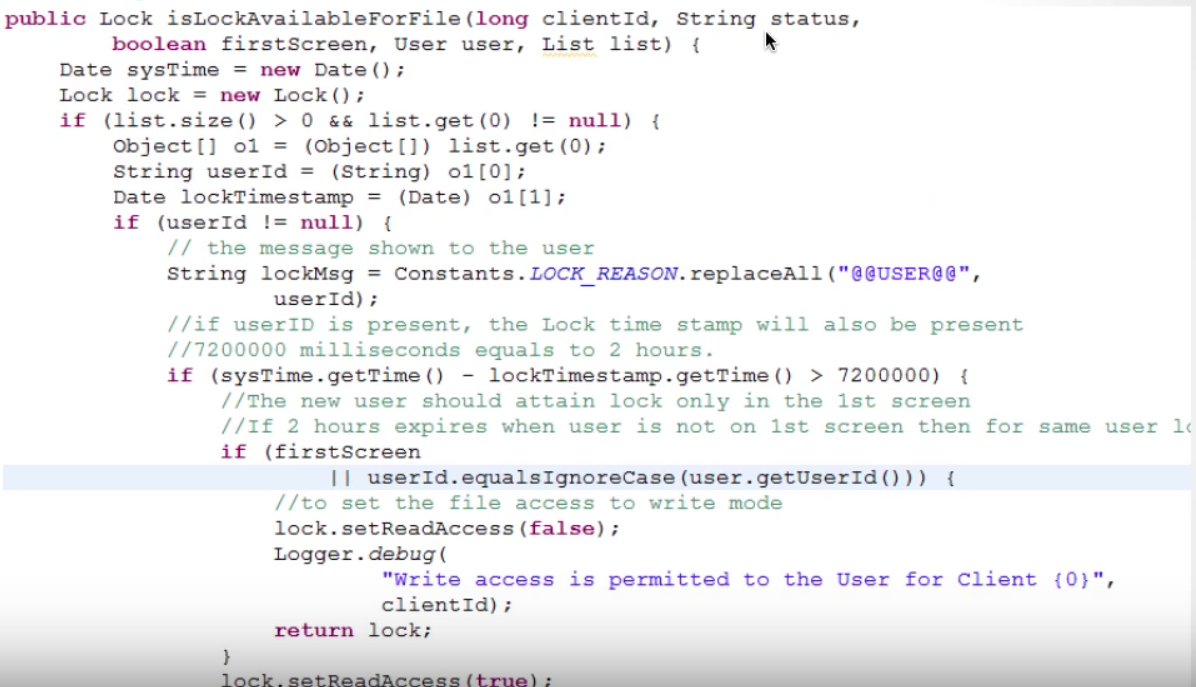 public Lock isLockAvailableForFile(long clientId, String status,
boolean firstScreen, User user, List list) {
Date sysTime = new Date();
Lock lock = new Lock();
if (list.size() > 0 && list.get(0) != null) {
Object[] o1 = (Object[]) list.get(0);
String userId = (String) o1[0];
Date lockTimestamp = (Date) o1[1];
if (userId != null) {
// the message shown to the user
String lockMsg = Constants.LOCK_REASON.replaceAll("@@USER@@",
userId);
//if userID is present, the Lock time stamp will also be present
//7200000 milliseconds equals to 2 hours.
if (sysTime.getTime() - lockTimestamp.getTime() > 7200000) {
//The new user should attain lock only in the 1st screen
//If 2 hours expires when user is not on 1st screen then for same user
if (firstScreen
|| userId.equalsIgnoreCase(user.getUserId())) {
//to set the file access to write mode
lock.setReadAccess(false);
Logger.debug(
"Write access is permitted to the User for Client {0}",
clientId);
return lock;
}
lock.setReadAccess(true);